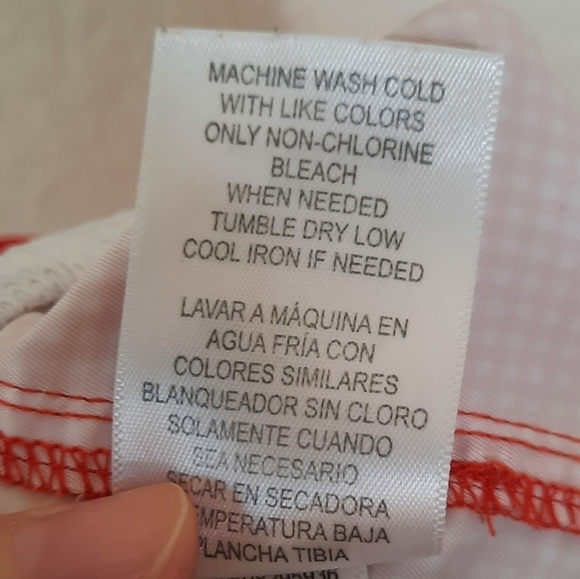 MACHINE WASH COLD
WITH LIKE COLORS
ONLY NON-CHLORINE
BLEACH
WHEN NEEDED
TUMBLE DRY LOW
COOL IRON IF NEEDED
LAVAR A MÁQUINA EN
AGUA FRÍA CON
COLORES SIMILARES
BLANQUEADOR SIN CLORO
SOLAMENTE CUANDO
SEA NECESARIO
SECAR EN SECADORA
EMPERATURA BAJA
PLANCHA TIBIA